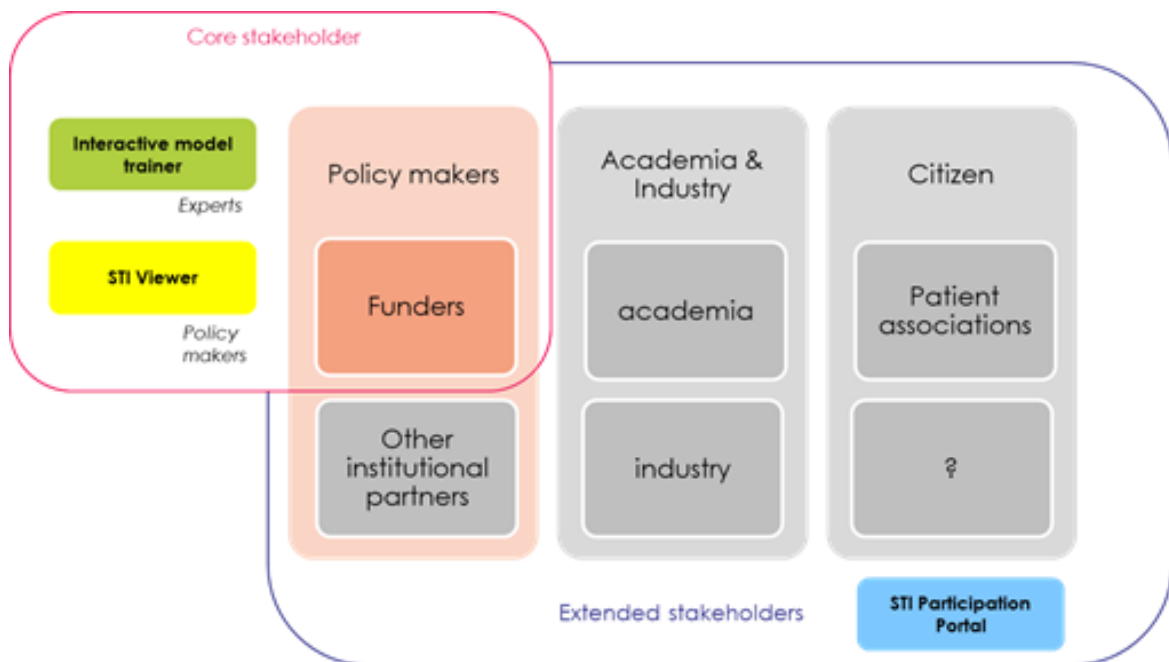 Core stakeholder
Interactive model
trainer
Experts
STI Viewer
Policy
makers
Policy makers
Funders
Other
institutional
partners
Academia &
Industry
academia
industry
Citizen
Patient
associations
?
Extended stakeholders
STI Participation
Portal